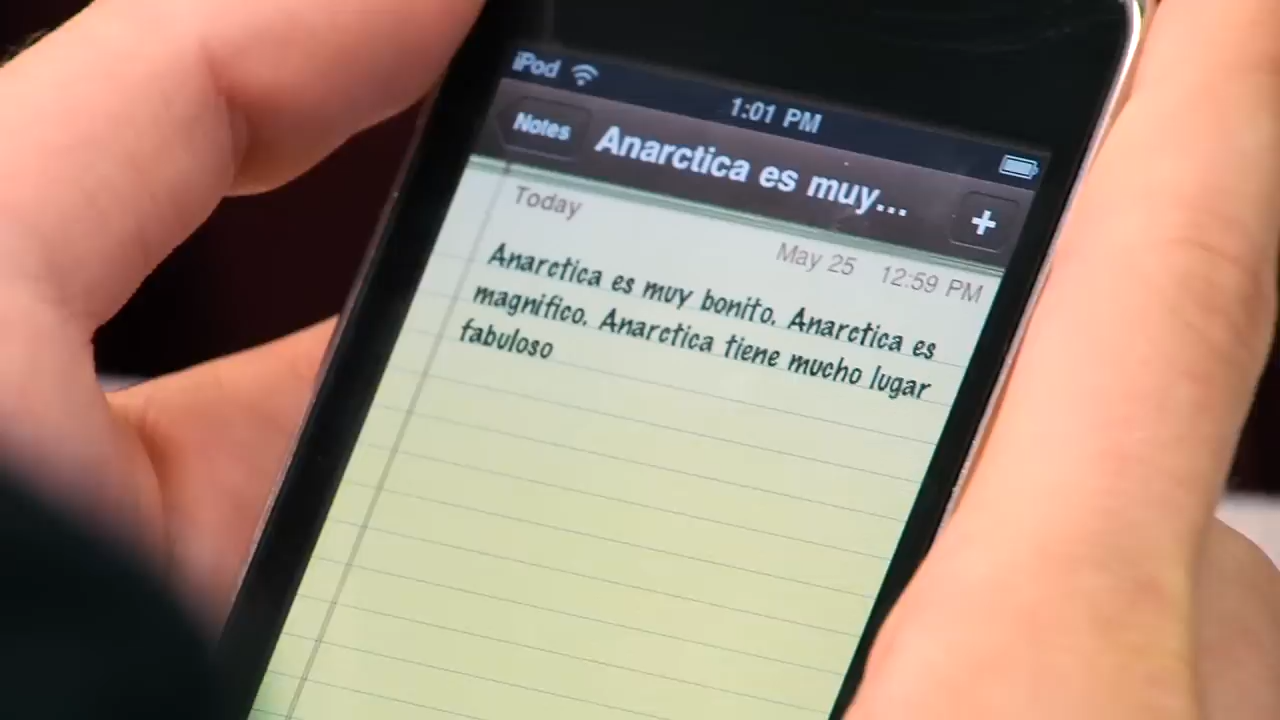 iPod
1:01 PM
Notes
Anarctica es muy...
+
Today
May 25 12:59 PM
Anarctica es muy bonito. Anarctica es
magnifico. Anarctica tiene mucho lugar
fabuloso